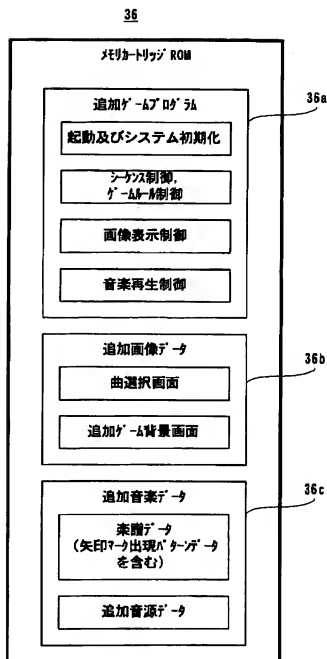 36
メモリカートリッジ ROM
36a
追加ゲームプログラム
起動及びシステム初期化
シーケンス制御,
ゲームルール制御
画像表示制御
音楽再生制御
36b
追加画像データ
曲選択画面
追加ゲーム背景画面
36c
追加音楽データ
楽譜データ
(矢印マーク出現パターンデータ
を含む)
追加音源データ